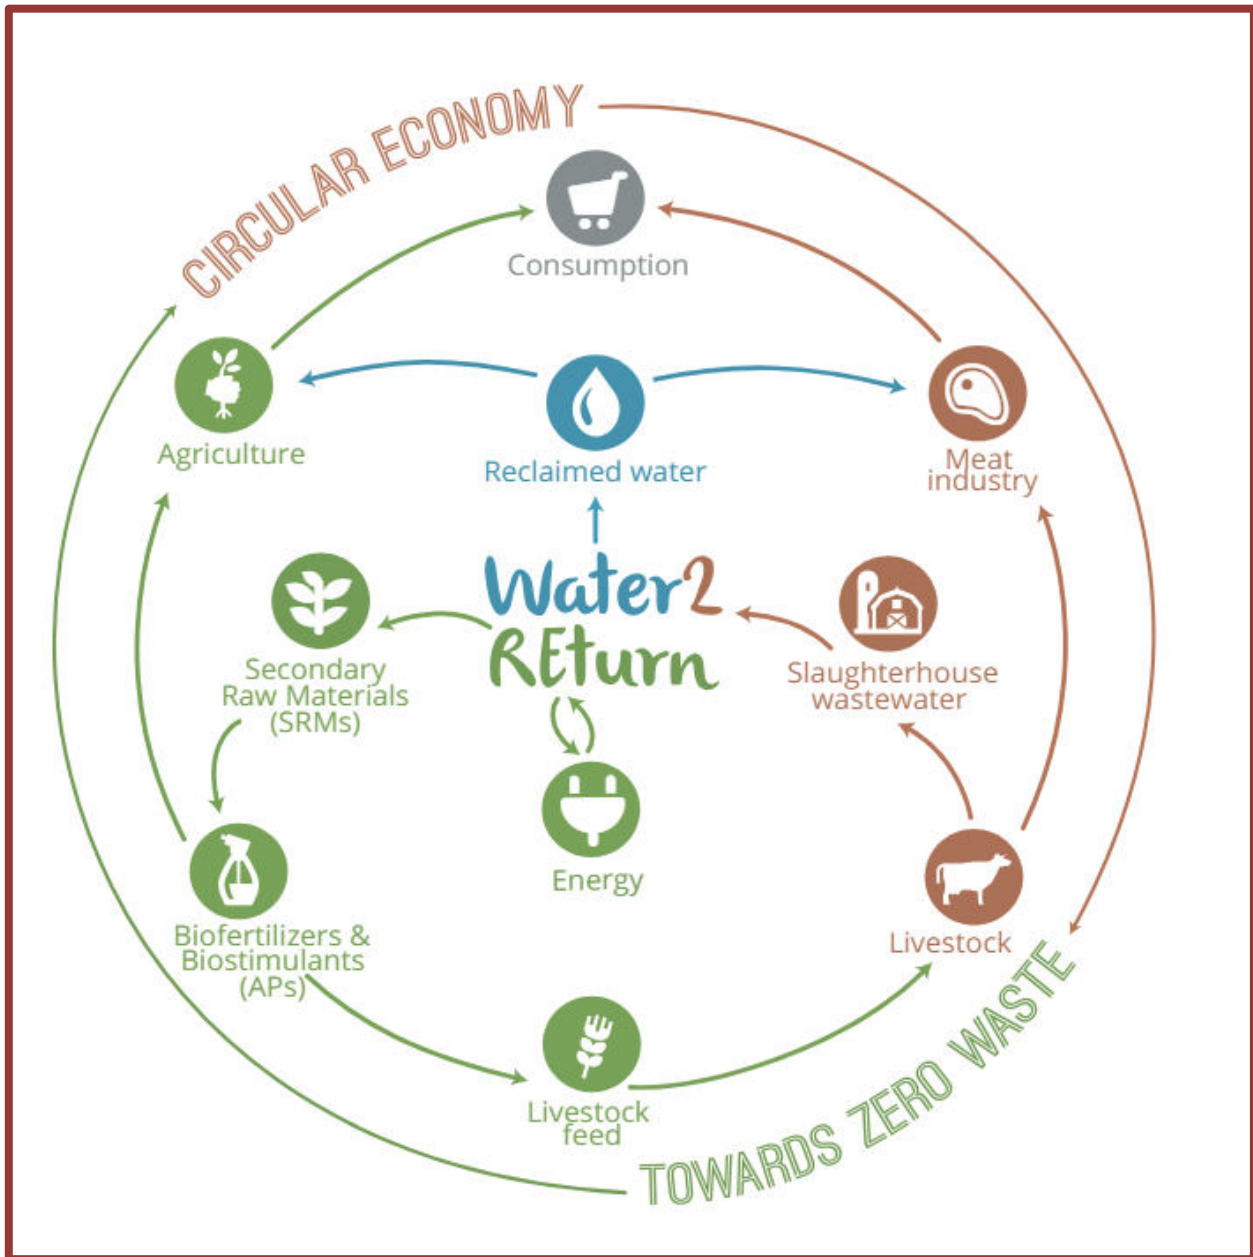 CIRCULAR ECONOMY
Consumption
Agriculture
Reclaimed water
Meat
industry
Water2
REturn
Secondary
Raw Materials
(SRMs)
Slaughterhouse
wastewater
Energy
Biofertilizers &
Biostimulants
(APs)
Livestock
Livestock
feed
TOWARDS ZERO WASTE